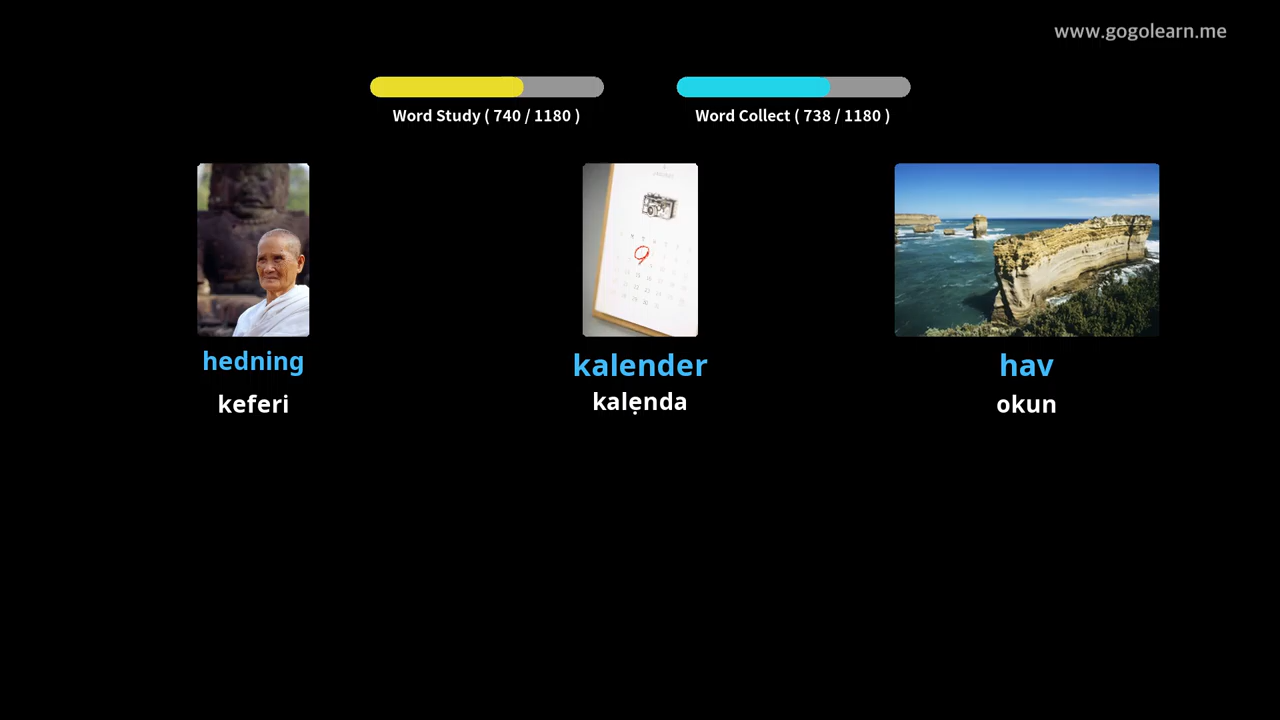 www.gogolearn.me
Word Study ( 740 / 1180 )
Word Collect ( 738 / 1180 )
hedning
keferi
kalender
kalẹnda
hav
okun